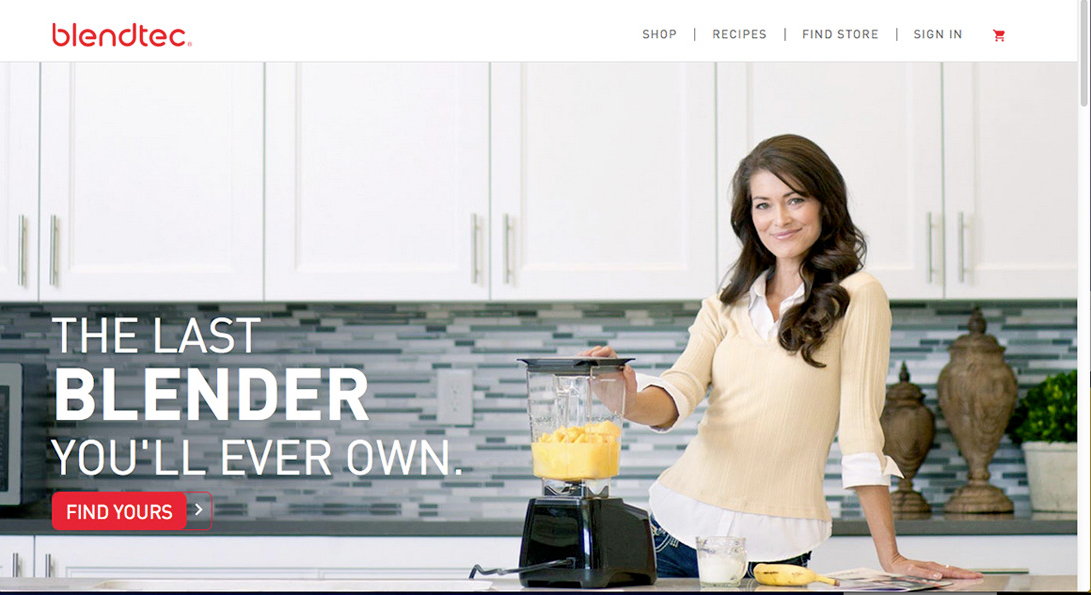 blendtec
SHOP | RECIPES | FIND STORE | SIGN IN
THE LAST
BLENDER
YOU'LL EVER OWN.
FIND YOURS >